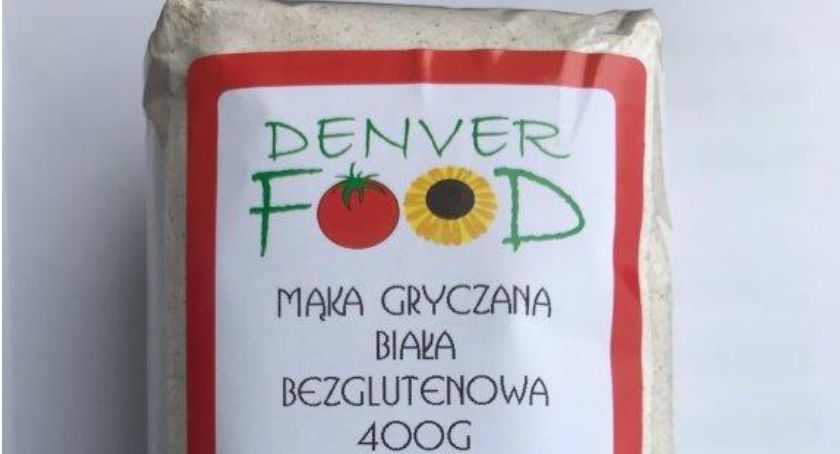 DENVER
FOOD
MĄKA GRYCZANA
BIAŁA
BEZGLUTENOWA
400G